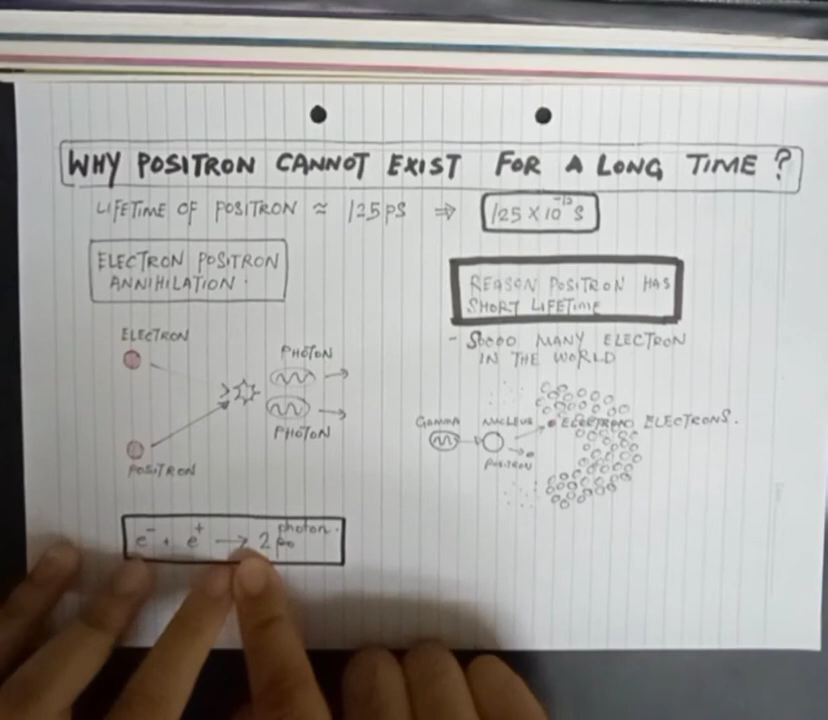 WHY POSITRON CANNOT EXIST FOR A LONG TIME ?
LIFETIME OF POSITRON ≈ 125 PS ⇒ 125 X 10⁻¹² S
ELECTRON POSITRON
ANNIHILATION.
ELECTRON
PHOTON
PHOTON
POSITRON
e⁻ + e⁺ → 2 photon.
REASON POSITRON HAS
SHORT LIFETIME
- SOOOO MANY ELECTRON
IN THE WORLD
GAMMA NUCLEUS ELECTRONS.
POSITRON